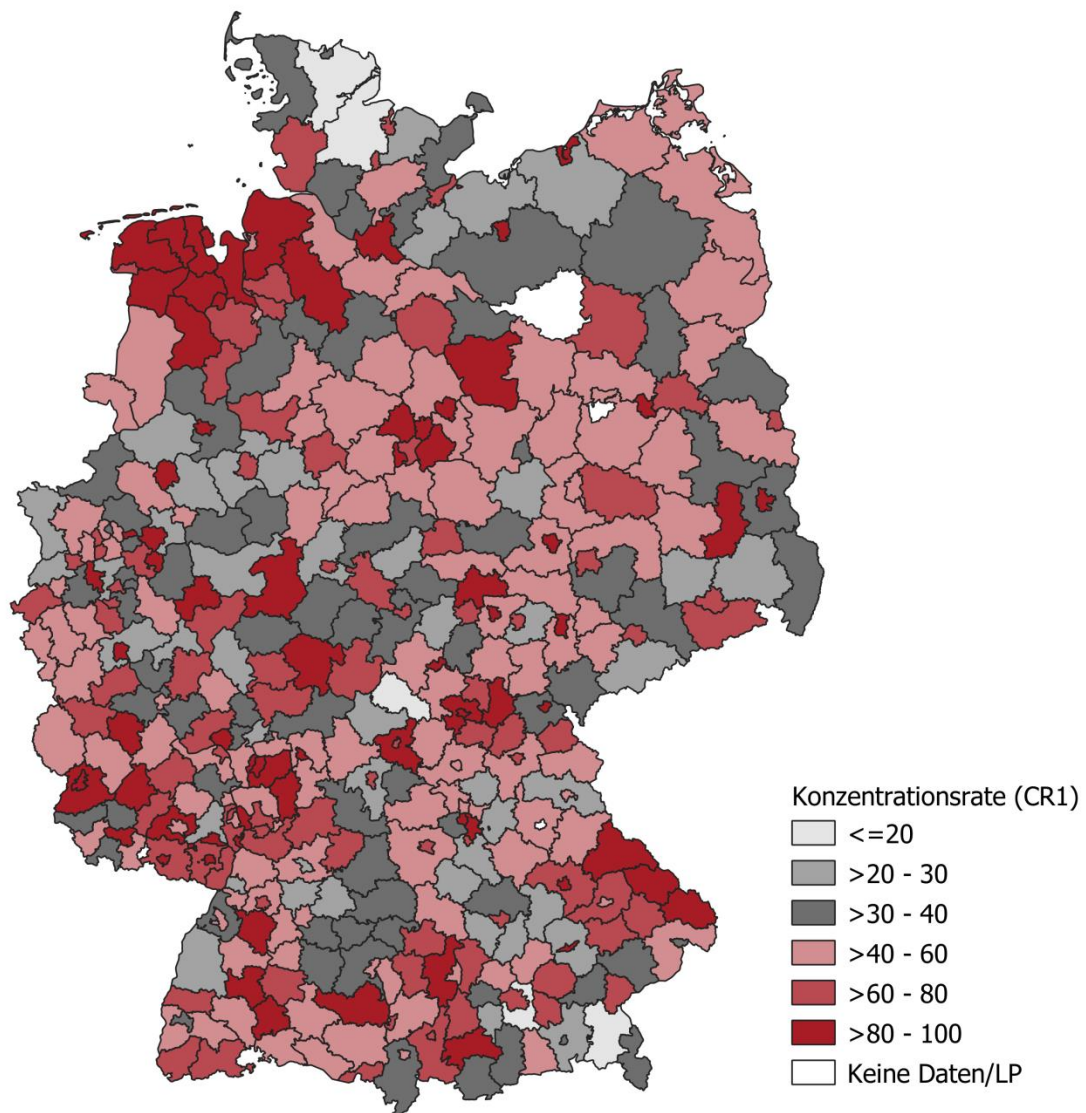 Konzentrationsrate (CR1)
<=20
>20 - 30
>30 - 40
>40 - 60
>60 - 80
>80 - 100
Keine Daten/LP